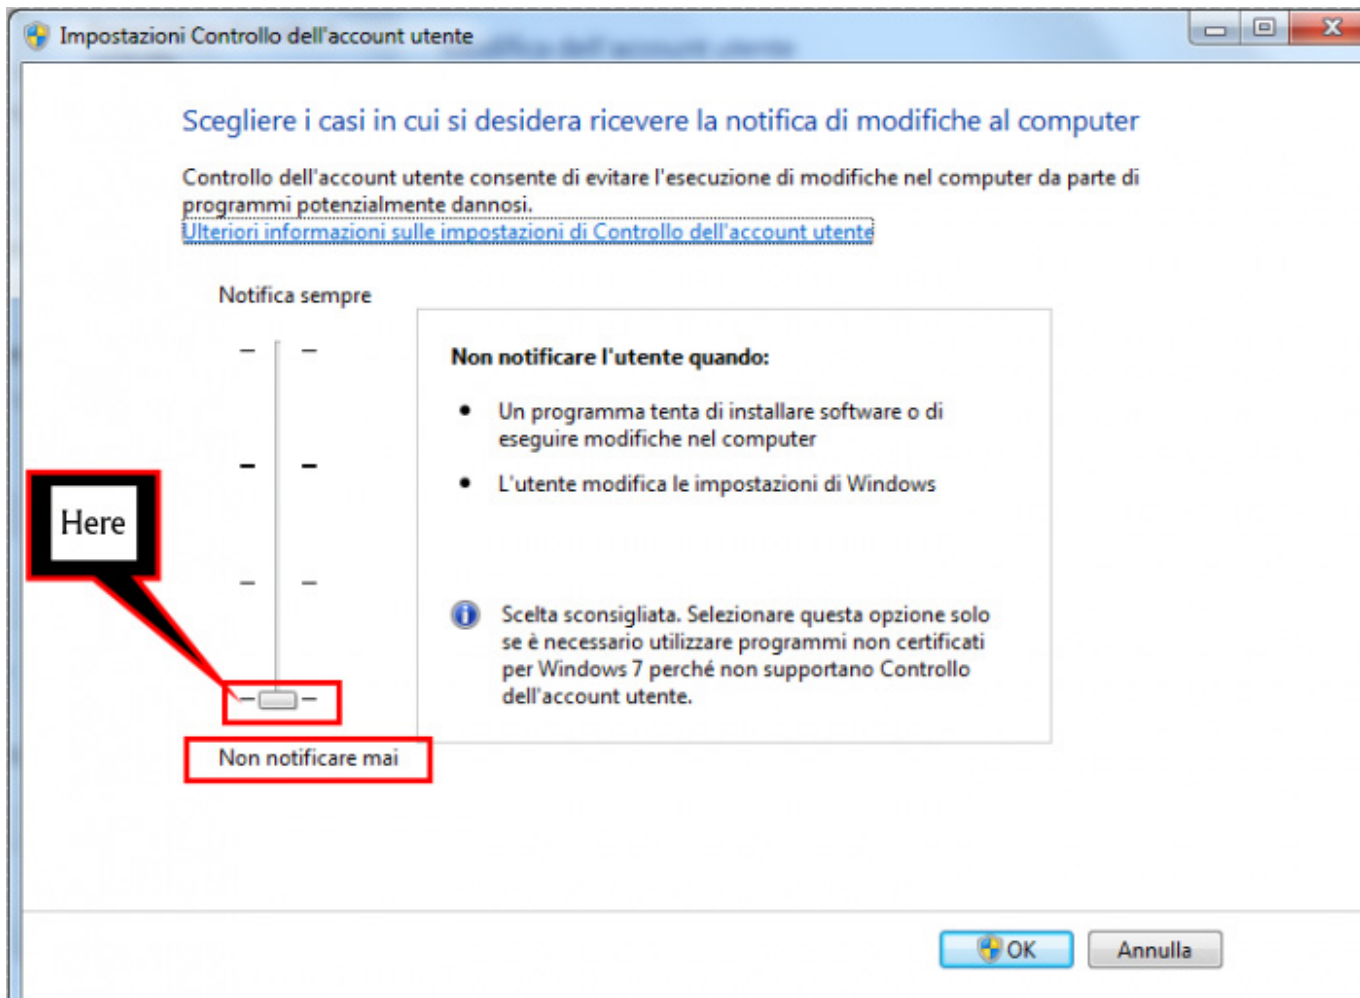 Impostazioni Controllo dell'account utente
Scegliere i casi in cui si desidera ricevere la notifica di modifiche al computer
Controllo dell'account utente consente di evitare l'esecuzione di modifiche nel computer da parte di
programmi potenzialmente dannosi.
Ulteriori informazioni sulle impostazioni di Controllo dell'account utente
Notifica sempre
Non notificare l'utente quando:
Un programma tenta di installare software o di
eseguire modifiche nel computer
L'utente modifica le impostazioni di Windows
Here
Scelta sconsigliata. Selezionare questa opzione solo
se è necessario utilizzare programmi non certificati
per Windows 7 perché non supportano Controllo
dell'account utente.
Non notificare mai
OK
Annulla